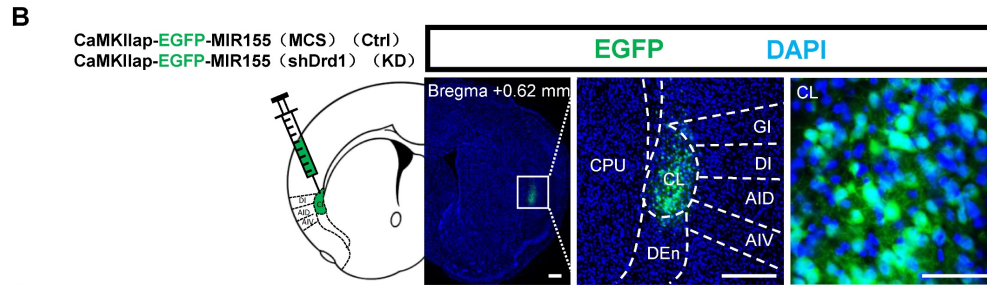 B
CaMKIIap-EGFP-MIR155（MCS）（Ctrl）
CaMKIIap-EGFP-MIR155（shDrd1）（KD）
EGFP DAPI
Bregma +0.62 mm
CPU
CL
GI
DI
AID
AIV
DEn
CL
DI
AID
AIV